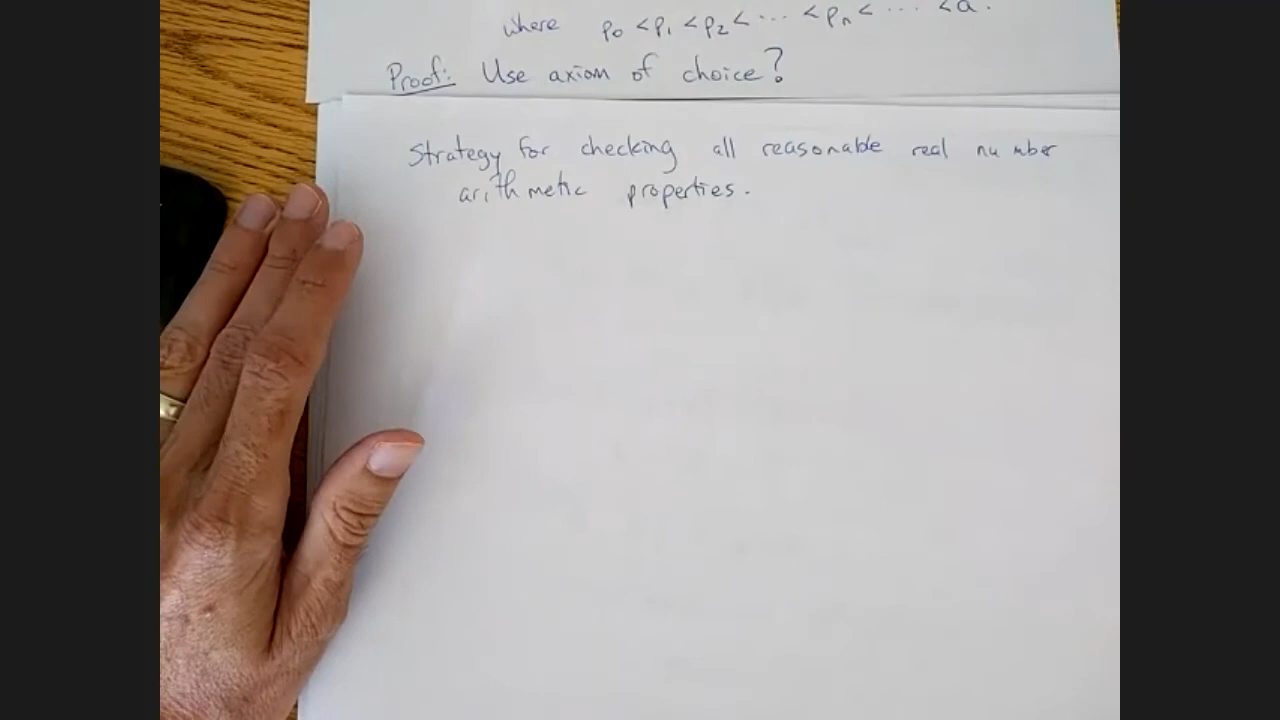 where p₀ < p₁ < p₂ < ... < pₙ < ... < a.
Proof: Use axiom of choice?
Strategy for checking all reasonable real number
arithmetic properties.